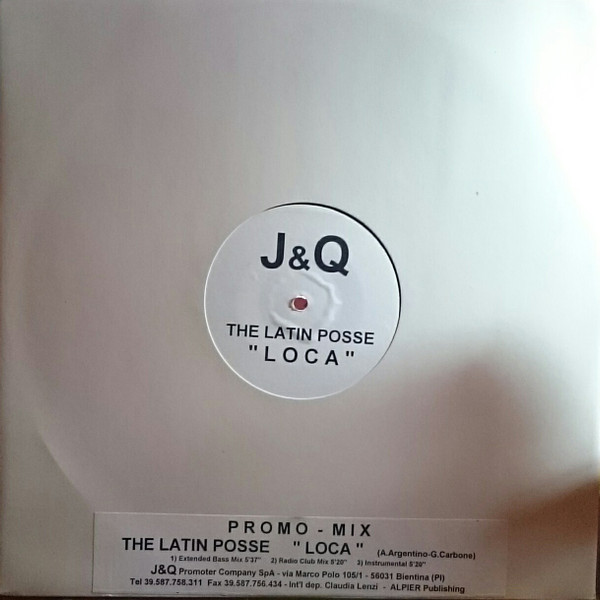 J&Q
THE LATIN POSSE
"LOCA"
PROMO - MIX
THE LATIN POSSE "LOCA" (A.Argentino-G.Carbone)
1) Extended Bass Mix 5'37" 2) Radio Club Mix 5'20" 3) Instrumental 5'20"
J&Q Promoter Company SpA - via Marco Polo 105/1 - 56031 Bientina (PI)
Tel 39.587.758.311 Fax 39.587.756.434 - Int'l dep. Claudia Lenzi - ALPIER Publishing